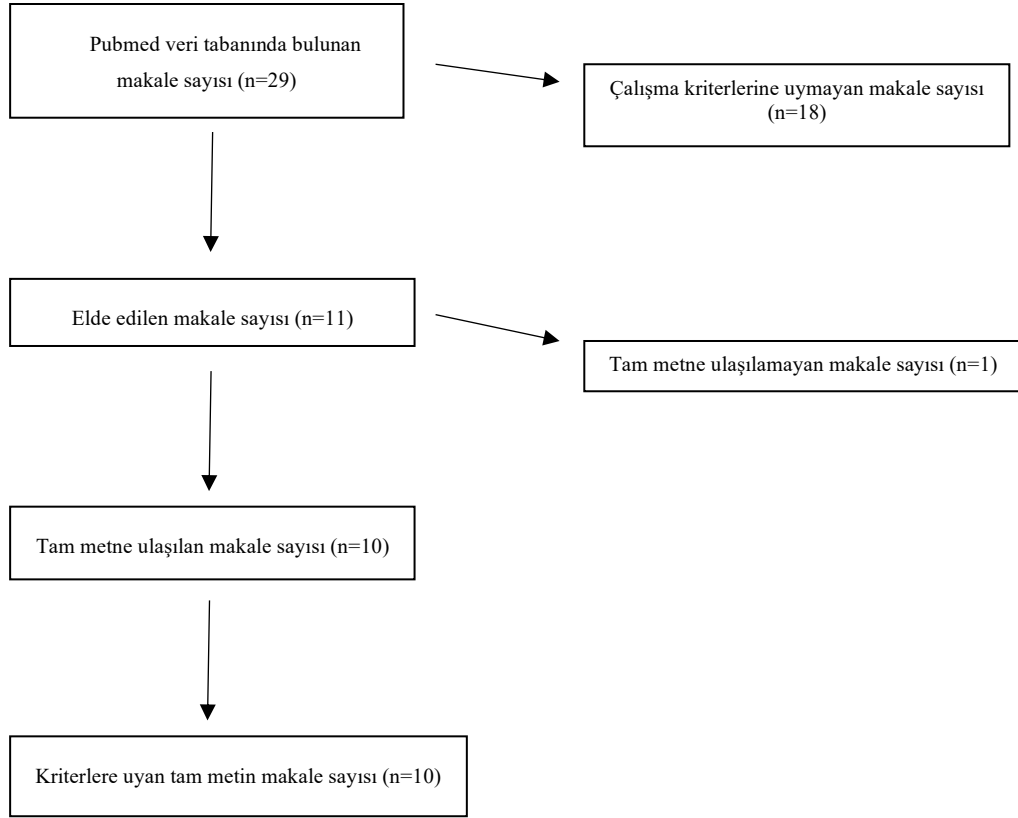 Pubmed veri tabanında bulunan
makale sayısı (n=29)
Çalışma kriterlerine uymayan makale sayısı
(n=18)
Elde edilen makale sayısı (n=11)
Tam metne ulaşılamayan makale sayısı (n=1)
Tam metne ulaşılan makale sayısı (n=10)
Kriterlere uyan tam metin makale sayısı (n=10)